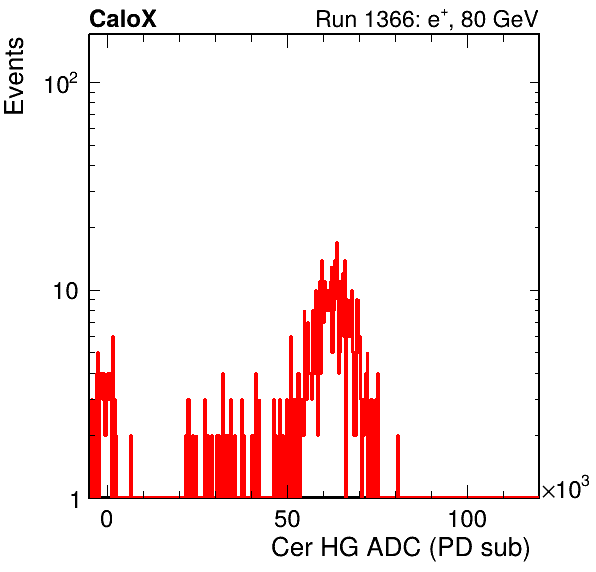 CaloX Run 1366: e⁺, 80 GeV
Events
10²
10
1
0 50 100 ×10³
Cer HG ADC (PD sub)